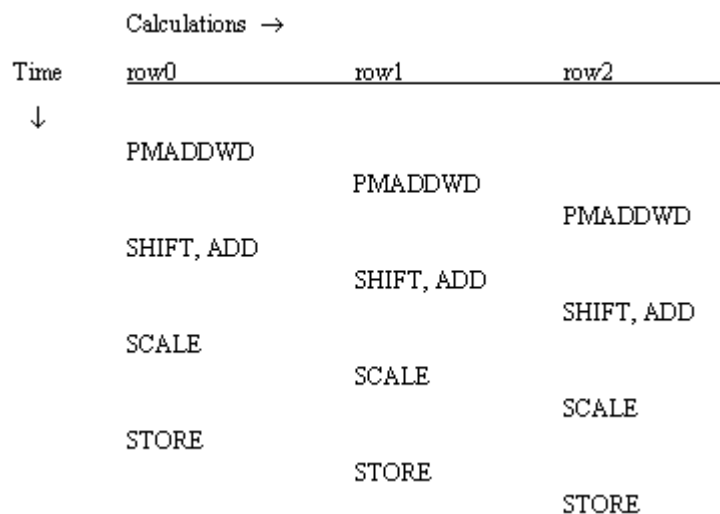 Calculations →
Time row0 row1 row2
↓
PMADDWD
PMADDWD
PMADDWD
SHIFT, ADD
SHIFT, ADD
SHIFT, ADD
SCALE
SCALE
SCALE
STORE
STORE
STORE